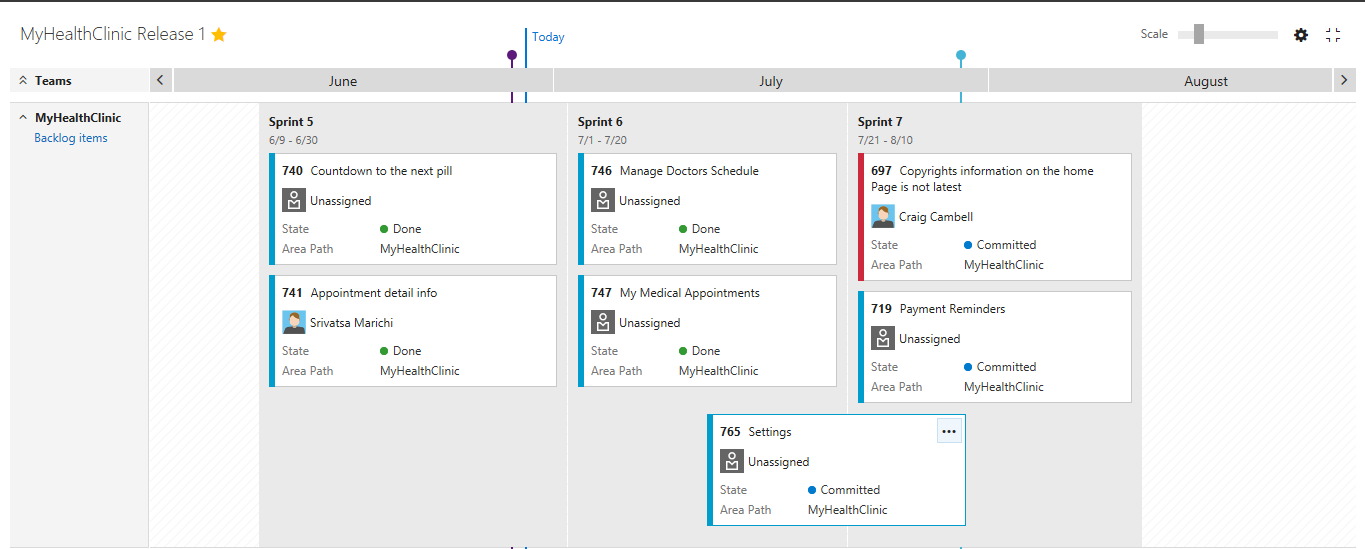 MyHealthClinic Release 1
Today
Scale
Teams
June
July
August
MyHealthClinic
Backlog items
Sprint 5
6/9 - 6/30
740 Countdown to the next pill
Unassigned
State Done
Area Path MyHealthClinic
741 Appointment detail info
Srivatsa Marichi
State Done
Area Path MyHealthClinic
Sprint 6
7/1 - 7/20
746 Manage Doctors Schedule
Unassigned
State Done
Area Path MyHealthClinic
747 My Medical Appointments
Unassigned
State Done
Area Path MyHealthClinic
Sprint 7
7/21 - 8/10
697 Copyrights information on the home
Page is not latest
Craig Cambell
State Committed
Area Path MyHealthClinic
719 Payment Reminders
Unassigned
State Committed
Area Path MyHealthClinic
765 Settings
Unassigned
State Committed
Area Path MyHealthClinic